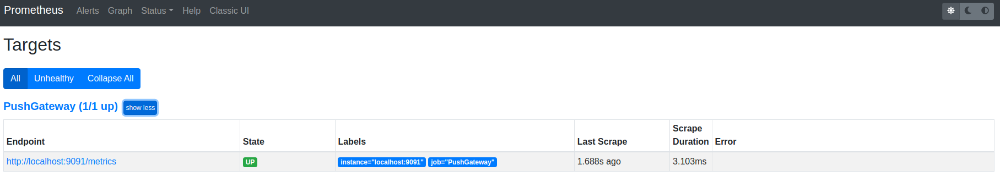 Prometheus Alerts Graph Status Help Classic UI
Targets
All Unhealthy Collapse All
PushGateway (1/1 up) show less
Endpoint State Labels Last Scrape Scrape Duration Error
http://localhost:9091/metrics UP instance="localhost:9091" job="PushGateway" 1.688s ago 3.103ms